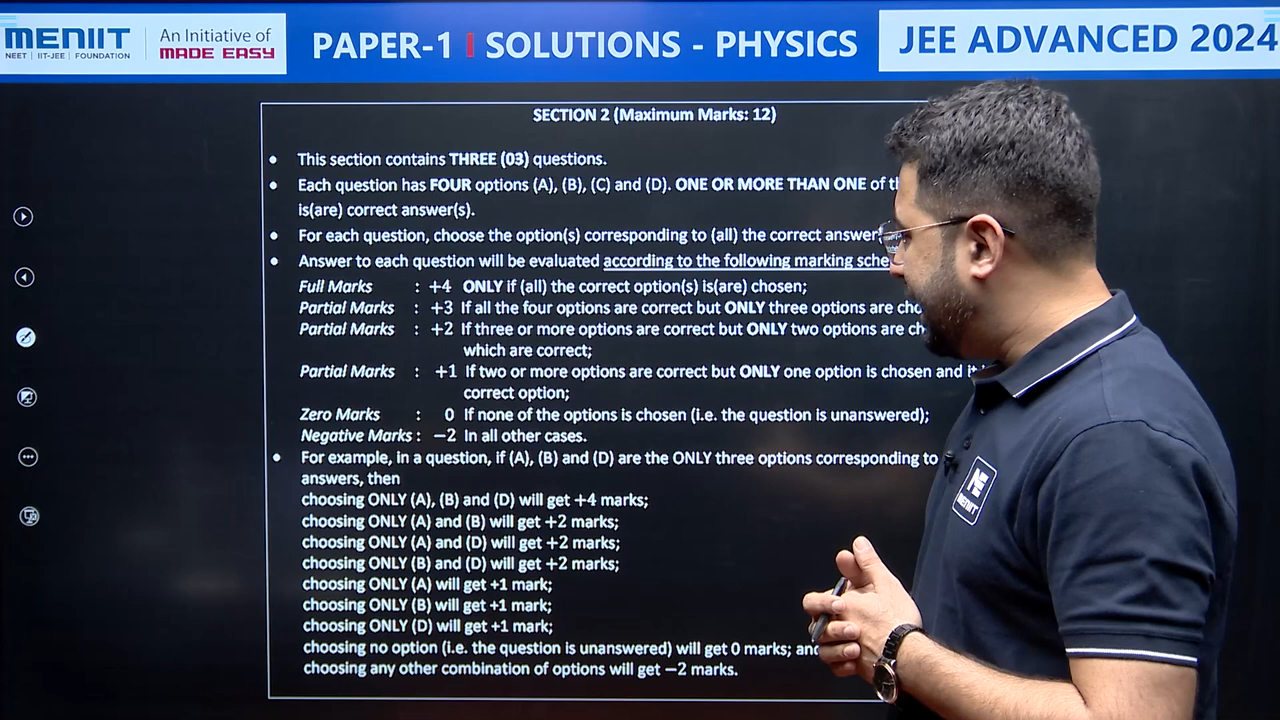 MENIIT
NEET | IIT-JEE | FOUNDATION
An Initiative of
MADE EASY
PAPER-1 | SOLUTIONS - PHYSICS
JEE ADVANCED 2024
SECTION 2 (Maximum Marks: 12)
• This section contains THREE (03) questions.
• Each question has FOUR options (A), (B), (C) and (D). ONE OR MORE THAN ONE of
is(are) correct answer(s).
• For each question, choose the option(s) corresponding to (all) the correct
• Answer to each question will be evaluated according to the following marking
Full Marks : +4 ONLY if (all) the correct option(s) is(are) chosen;
Partial Marks : +3 If all the four options are correct but ONLY three options are
Partial Marks : +2 If three or more options are correct but ONLY two options are
which are correct;
Partial Marks : +1 If two or more options are correct but ONLY one option is chosen and
correct option;
Zero Marks : 0 If none of the options is chosen (i.e. the question is unanswered);
Negative Marks : −2 In all other cases.
• For example, in a question, if (A), (B) and (D) are the ONLY three options corresponding to
answers, then
choosing ONLY (A), (B) and (D) will get +4 marks;
choosing ONLY (A) and (B) will get +2 marks;
choosing ONLY (A) and (D) will get +2 marks;
choosing ONLY (B) and (D) will get +2 marks;
choosing ONLY (A) will get +1 mark;
choosing ONLY (B) will get +1 mark;
choosing ONLY (D) will get +1 mark;
choosing no option (i.e. the question is unanswered) will get 0 marks; and
choosing any other combination of options will get −2 marks.
MENIIT